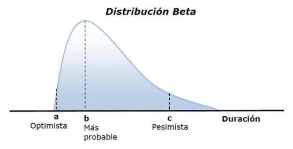 Distribución Beta
a b c Duración
Optimista Más Pesimista
probable